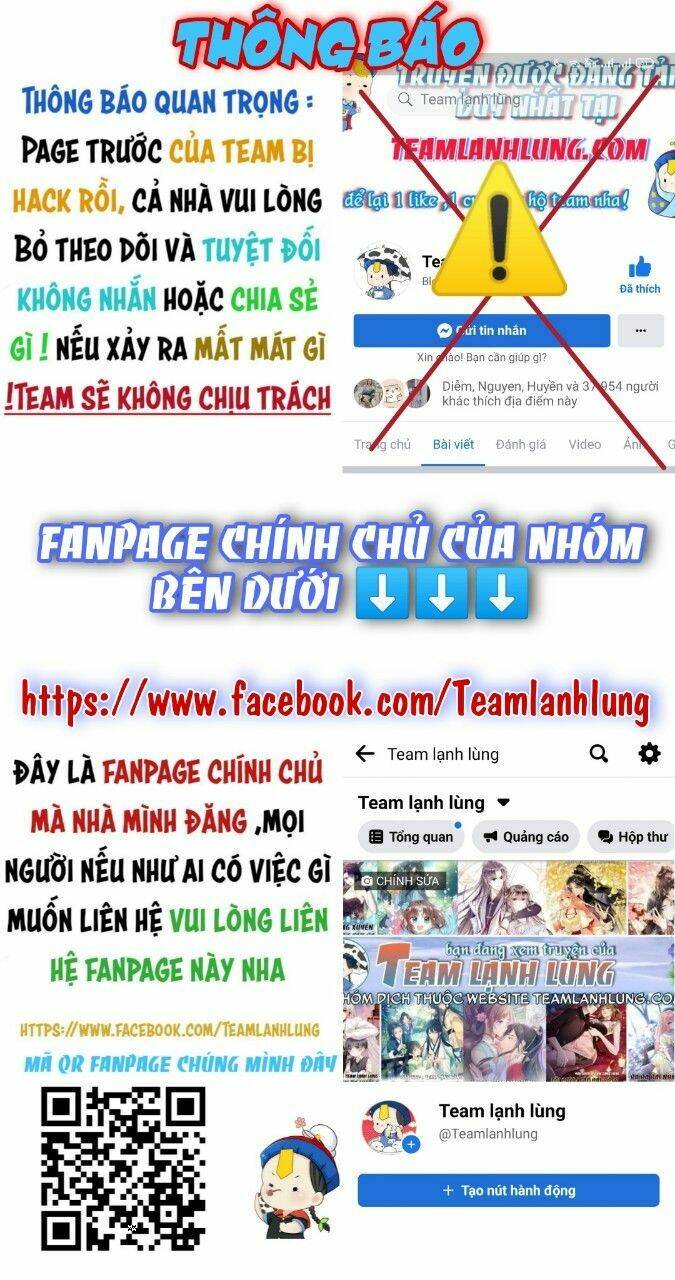 THÔNG BÁO
THÔNG BÁO QUAN TRỌNG :
PAGE TRƯỚC CỦA TEAM BỊ
HACK RỒI, CẢ NHÀ VUI LÒNG
BỎ THEO DÕI VÀ TUYỆT ĐỐI
KHÔNG NHẮN HOẶC CHIA SẺ
GÌ ! NẾU XẢY RA MẤT MÁT GÌ
!TEAM SẼ KHÔNG CHỊU TRÁCH
TRUYỆN ĐƯỢC ĐĂNG TẢI
Team lạnh lùng
DUY NHẤT TẠI
TEAMLANHLUNG.COM
để lại 1 like ,1 hộ team nha!
Đã thích
Gửi tin nhắn
Xin chào! Bạn cần giúp gì?
Diễm, Nguyen, Huyền và 37.954 người
khác thích địa điểm này
Trang chủ Bài viết Đánh giá Video Ảnh
FANPAGE CHÍNH CHỦ CỦA NHÓM
BÊN DƯỚI ⬇⬇⬇
https://www.facebook.com/Teamlanhlung
ĐÂY LÀ FANPAGE CHÍNH CHỦ
MÀ NHÀ MÌNH ĐĂNG ,MỌI
NGƯỜI NẾU NHƯ AI CÓ VIỆC GÌ
MUỐN LIÊN HỆ VUI LÒNG LIÊN
HỆ FANPAGE NÀY NHA
HTTPS://WWW.FACEBOOK.COM/TEAMLANHLUNG
MÃ QR FANPAGE CHÚNG MÌNH ĐÂY
Team lạnh lùng
Team lạnh lùng
Tổng quan Quảng cáo Hộp thư
CHỈNH SỬA
bạn đang xem truyện của
TEAM LẠNH LÙNG
NHÓM DỊCH THUỘC WEBSITE TEAMLANHLUNG.COM
Team lạnh lùng
@Teamlanhlung
+ Tạo nút hành động